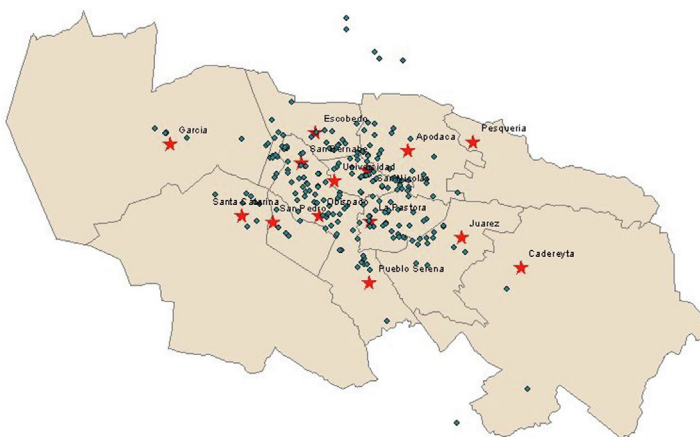 Escobedo
Garcia
Apodaca
Pesqueria
San Bernabe
Universidad
San Nicolas
Santa Catarina
San Pedro
Obispado
La Pastora
Juarez
Cadereyta
Pueblo Serena